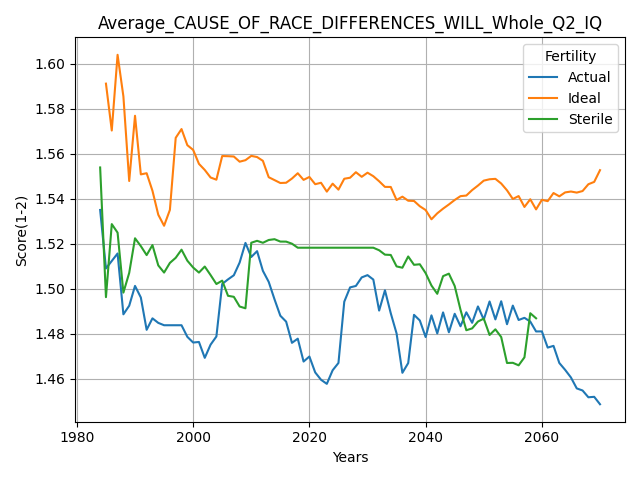 Average_CAUSE_OF_RACE_DIFFERENCES_WILL_Whole_Q2_IQ
Fertility
Actual
Ideal
Sterile
Score(1-2)
1.60
1.58
1.56
1.54
1.52
1.50
1.48
1.46
1980
2000
2020
2040
2060
Years